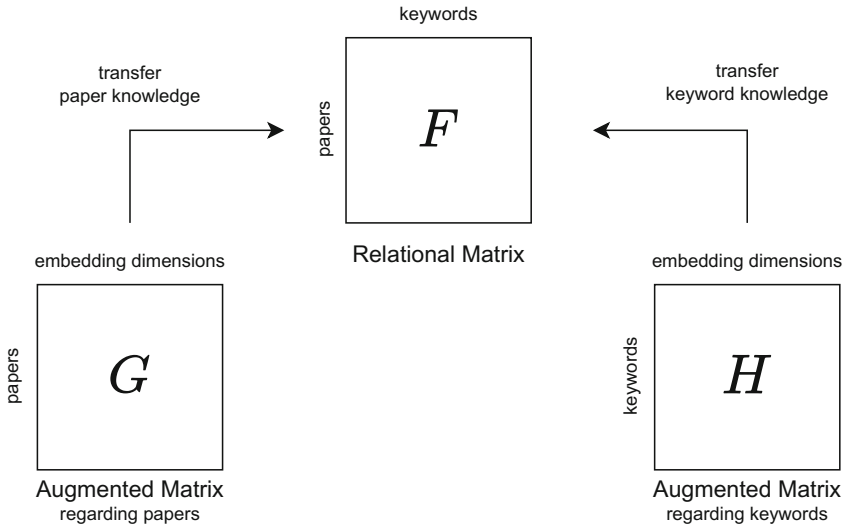 keywords
transfer
paper knowledge
papers
F
transfer
keyword knowledge
Relational Matrix
embedding dimensions
papers
G
Augmented Matrix
regarding papers
embedding dimensions
keywords
H
Augmented Matrix
regarding keywords